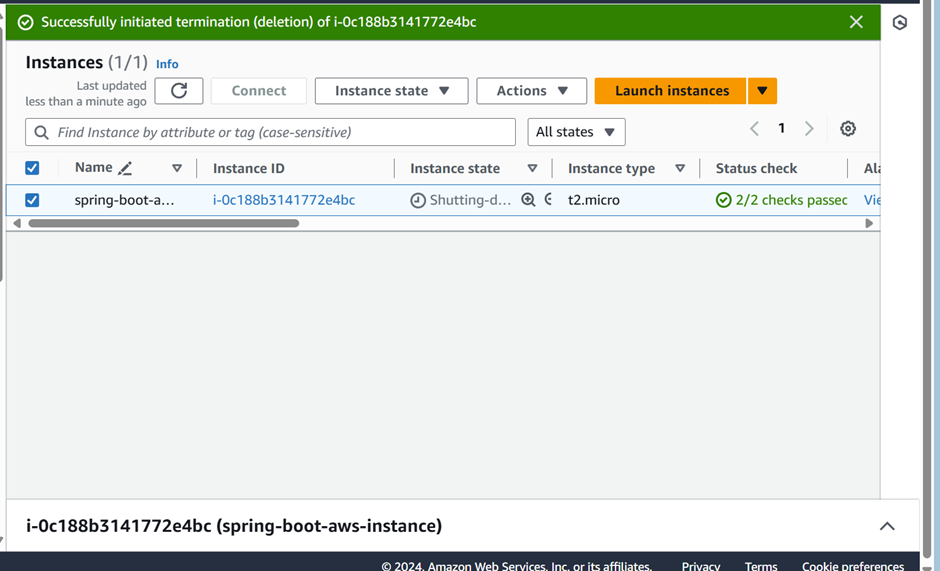 Successfully initiated termination (deletion) of i-0c188b3141772e4bc
Instances (1/1) Info
Last updated
less than a minute ago
Connect
Instance state
Actions
Launch instances
Find Instance by attribute or tag (case-sensitive)
All states
1
Name Instance ID Instance state Instance type Status check Ala
spring-boot-a... i-0c188b3141772e4bc Shutting-d... t2.micro 2/2 checks passec Vie
i-0c188b3141772e4bc (spring-boot-aws-instance)
© 2024, Amazon Web Services, Inc. or its affiliates. Privacy Terms Cookie preferences